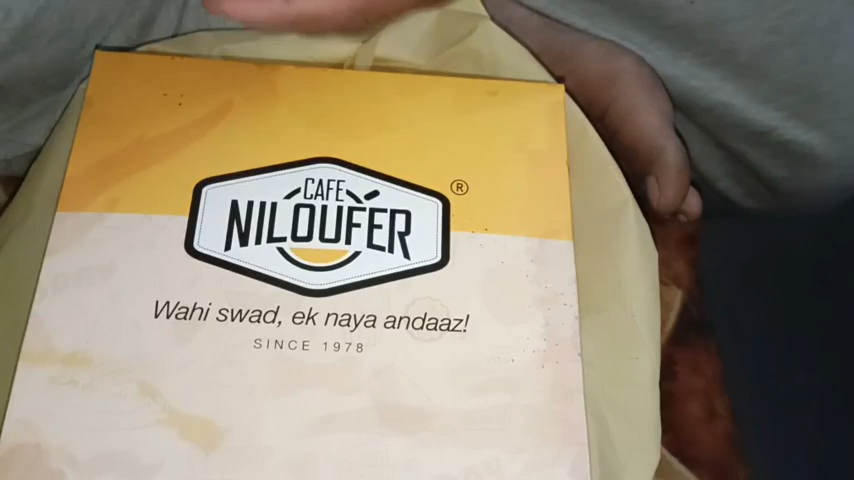 CAFE
NILOUFER
®
Wahi swad, ek naya andaaz!
SINCE 1978